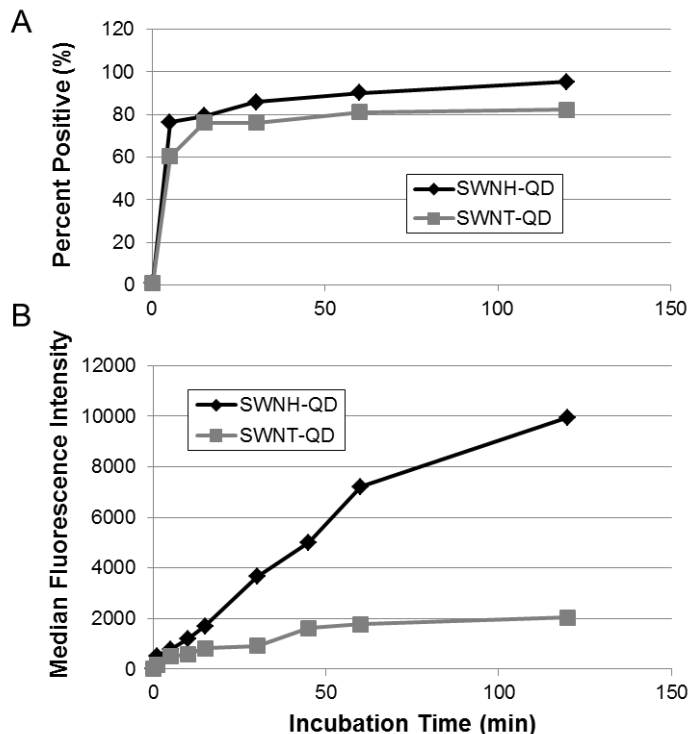 A
Percent Positive (%)
120
100
80
60
40
20
0
SWNH-QD
SWNT-QD
0
50
100
150
B
Median Fluorescence Intensity
12000
10000
8000
6000
4000
2000
0
SWNH-QD
SWNT-QD
0
50
100
150
Incubation Time (min)